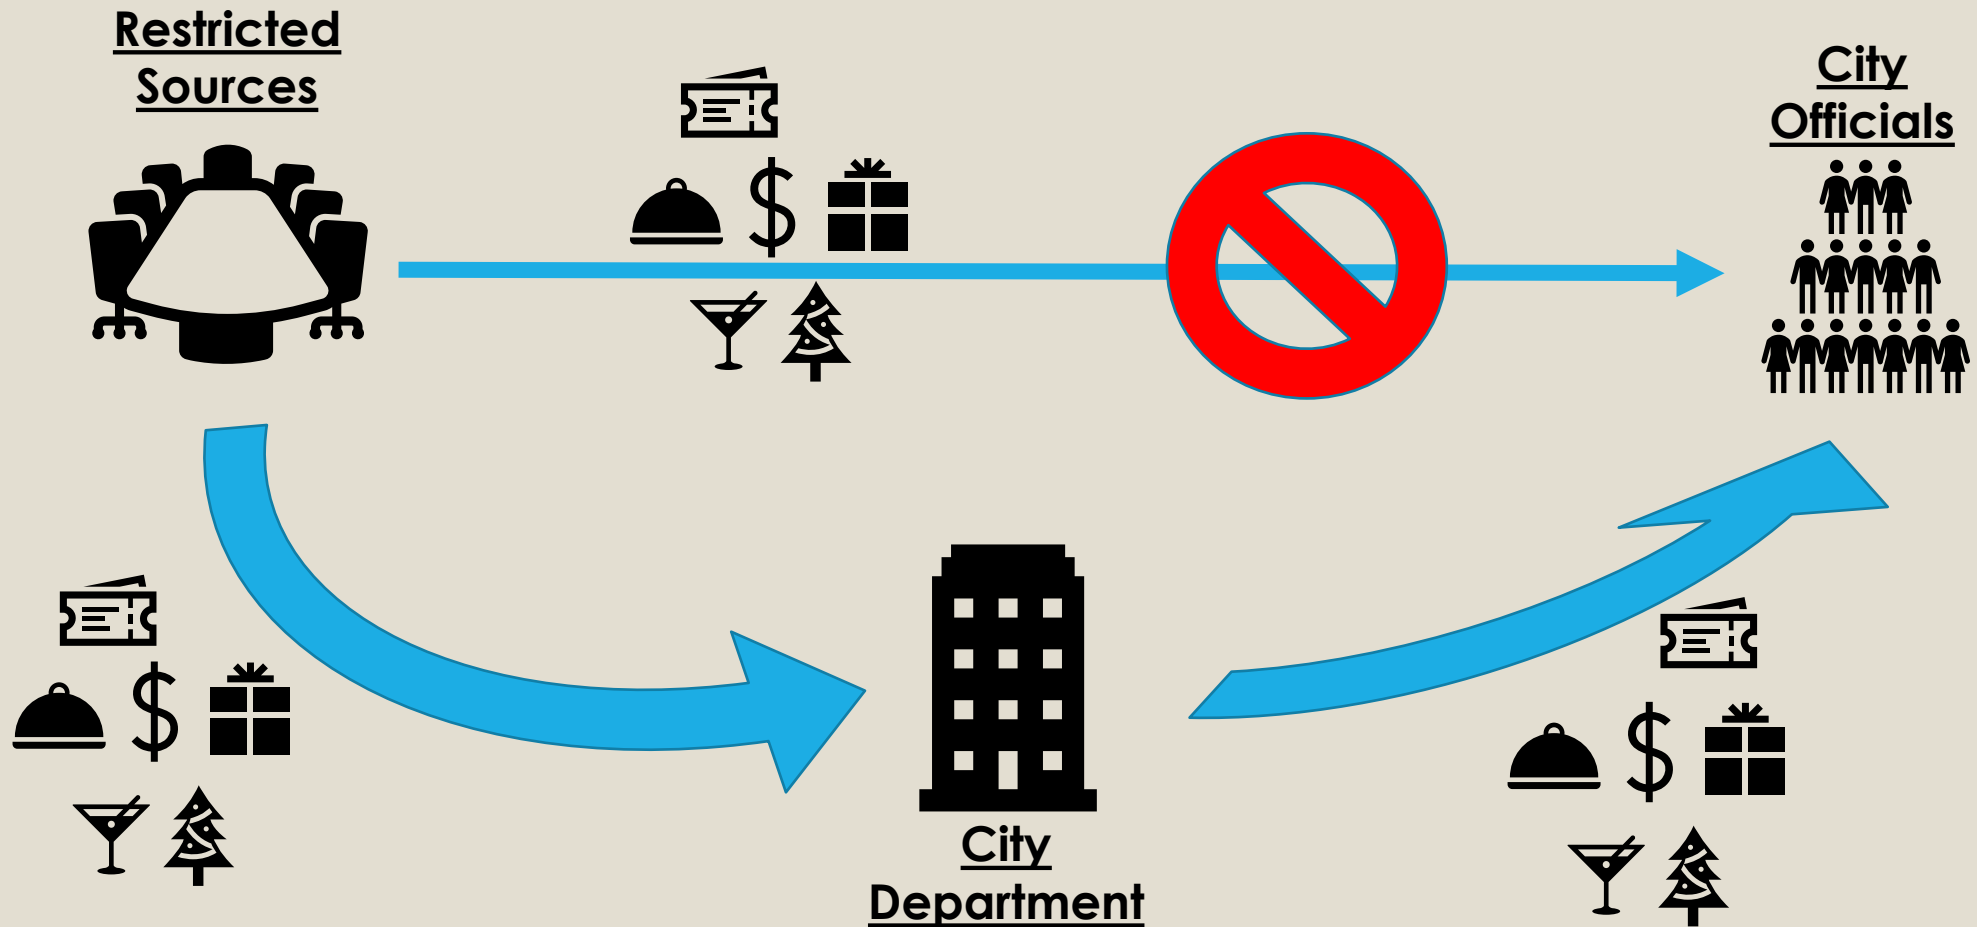 Restricted
Sources
City
Officials
City
Department